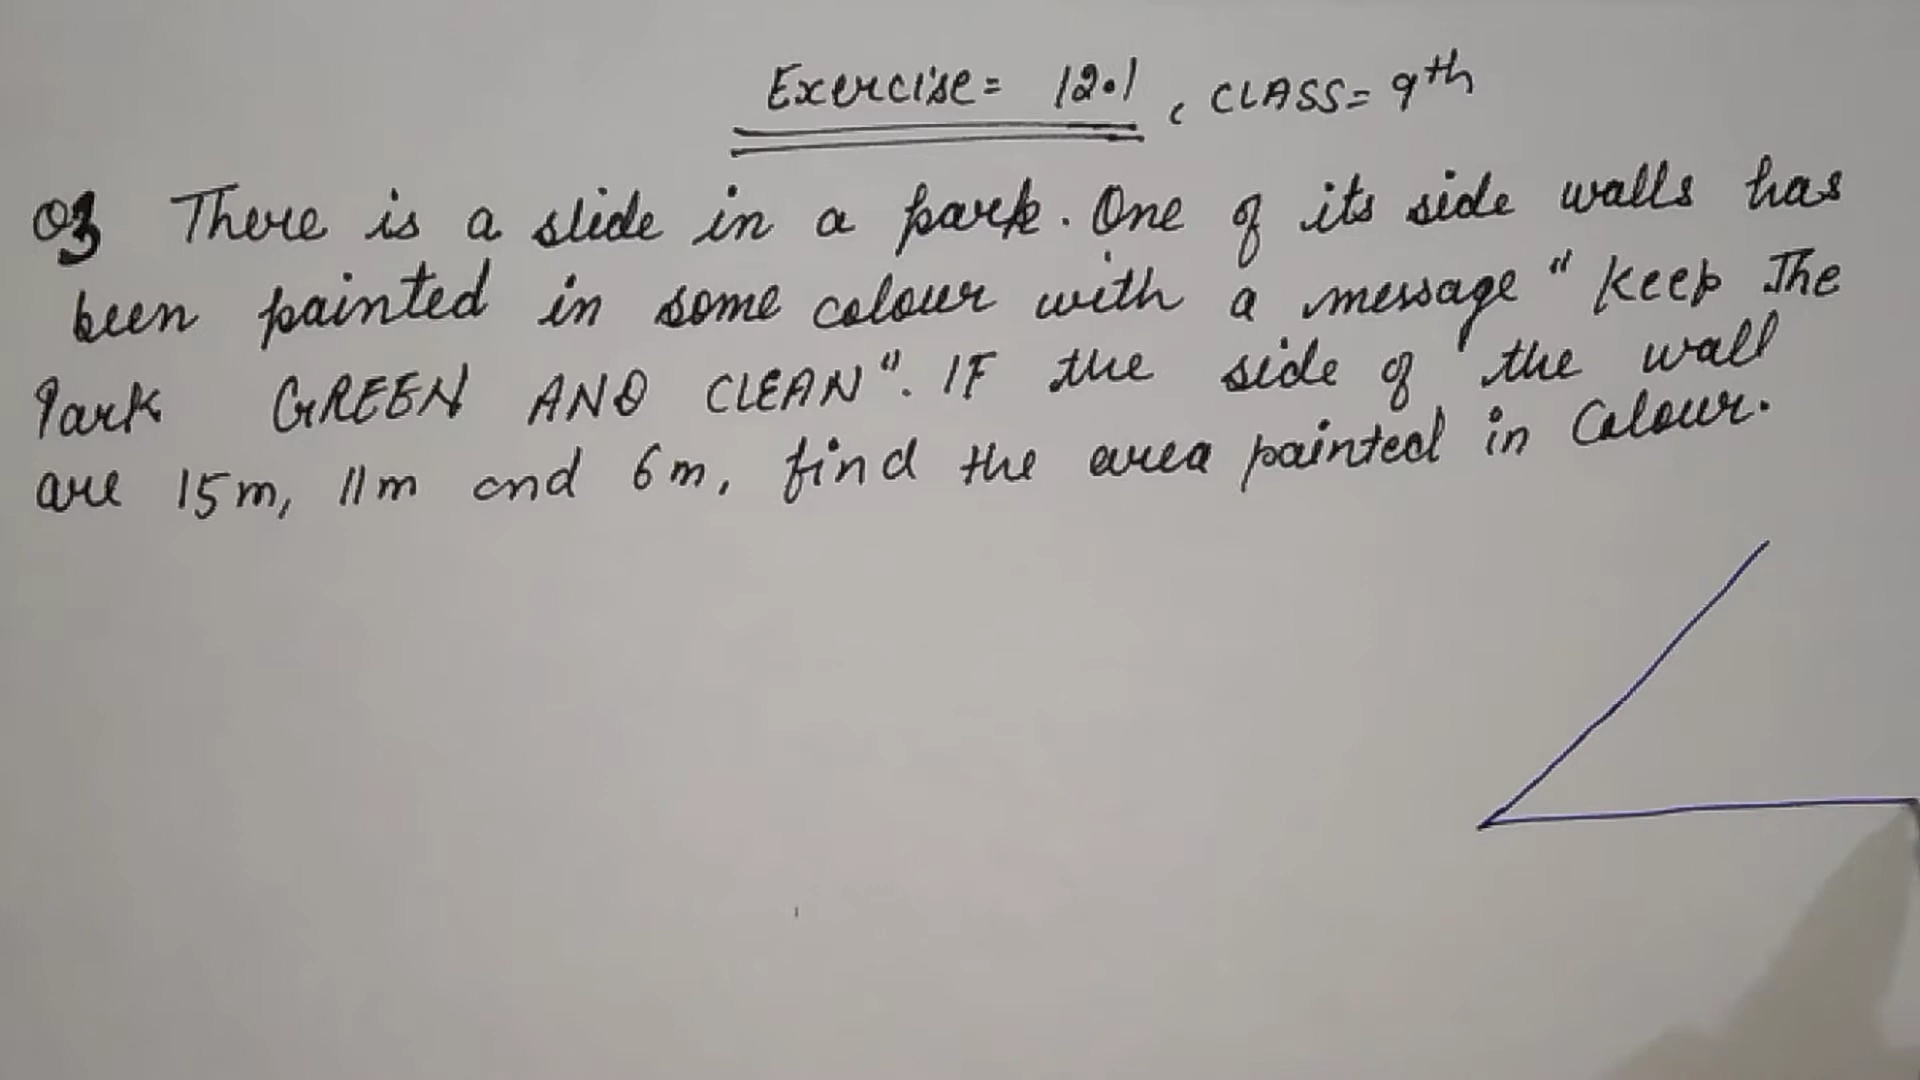 Exercise = 12.1, CLASS = 9th
Q3 There is a slide in a park. One of its side walls has
been painted in some colour with a message "Keep The
Park GREEN AND CLEAN". IF the side of the wall
are 15m, 11m and 6m, find the area painted in Colour.